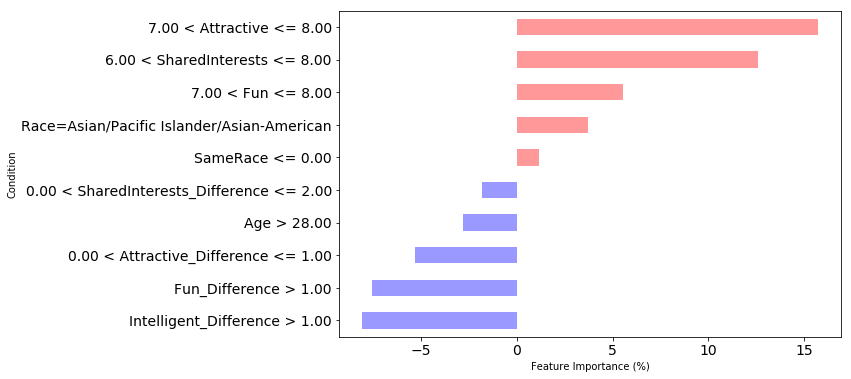 7.00 < Attractive <= 8.00
6.00 < SharedInterests <= 8.00
7.00 < Fun <= 8.00
Race=Asian/Pacific Islander/Asian-American
SameRace <= 0.00
0.00 < SharedInterests_Difference <= 2.00
Age > 28.00
0.00 < Attractive_Difference <= 1.00
Fun_Difference > 1.00
Intelligent_Difference > 1.00
Condition
−5 0 5 10 15
Feature Importance (%)